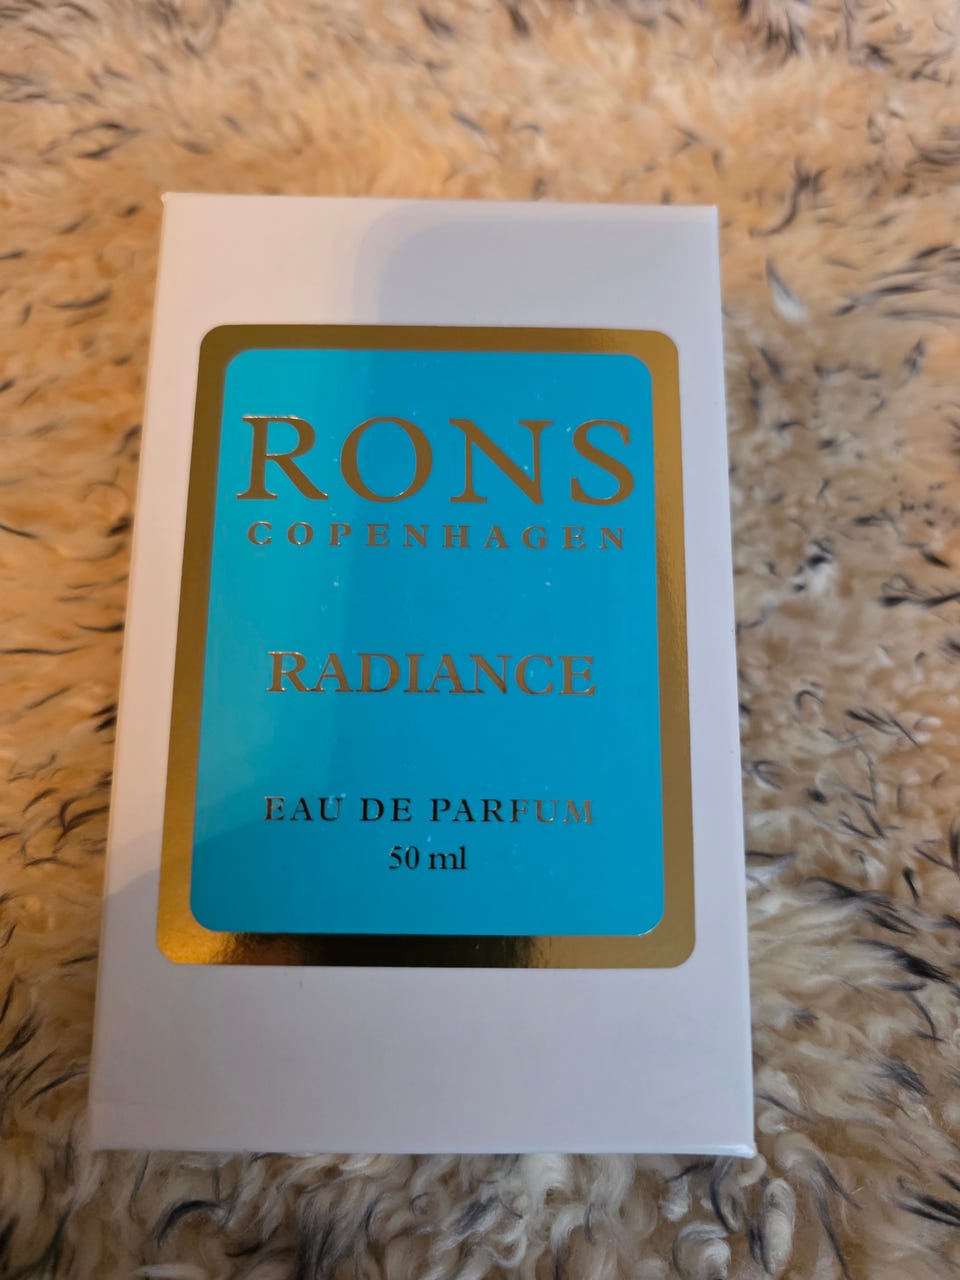 RONS
COPENHAGEN
RADIANCE
EAU DE PARFUM
50 ml